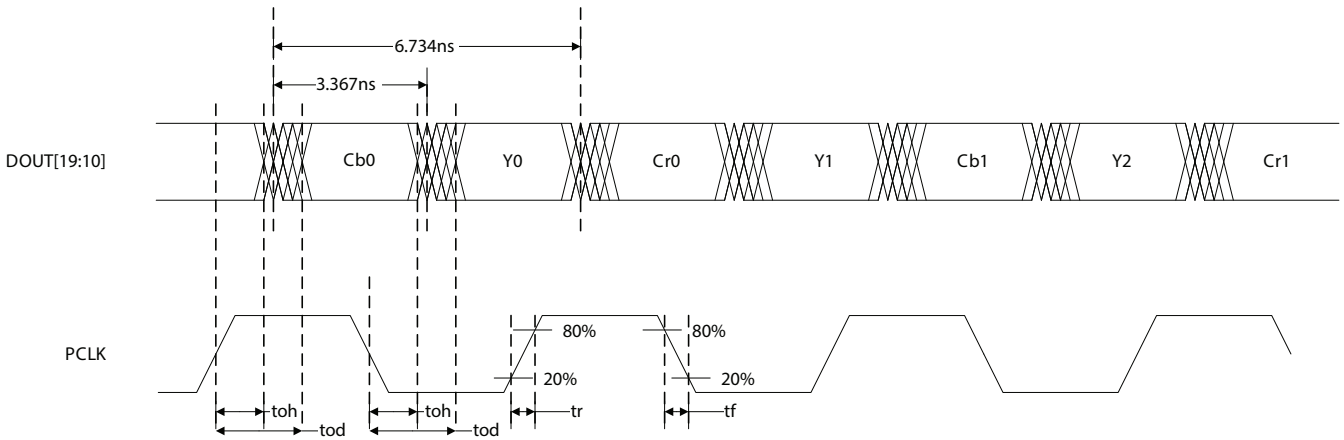 6.734ns
3.367ns
DOUT[19:10] Cb0 Y0 Cr0 Y1 Cb1 Y2 Cr1
80% 80%
PCLK
20% 20%
toh toh tr tf
tod tod